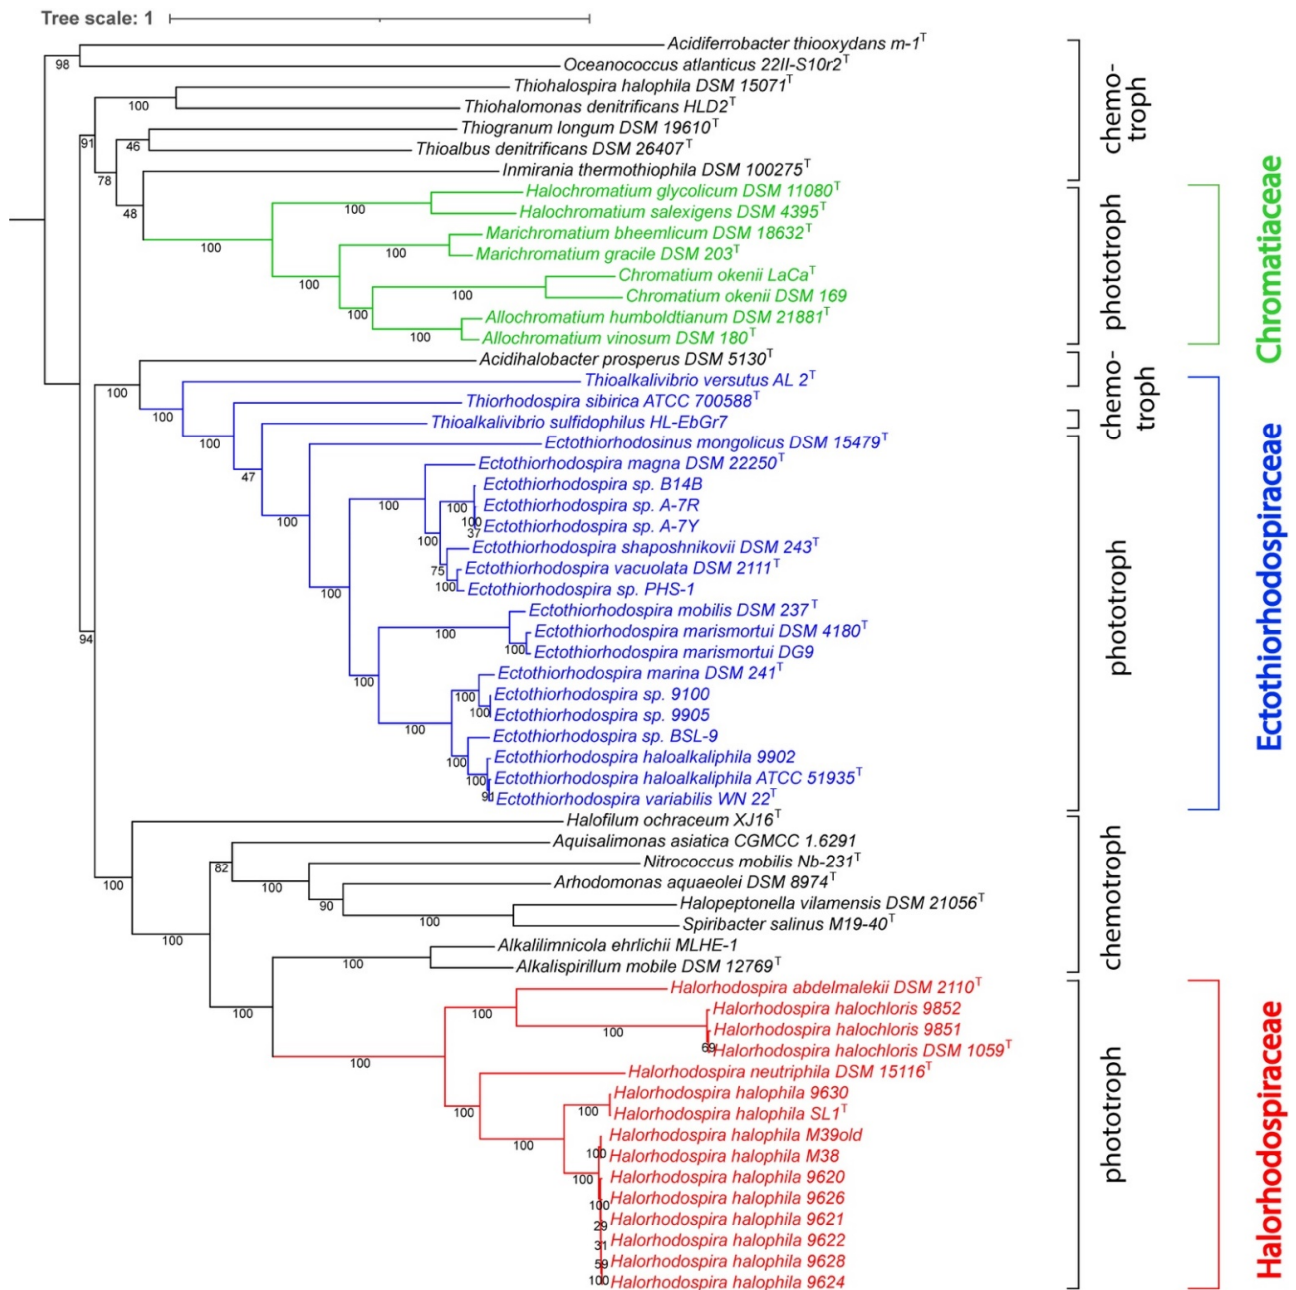 Tree scale: 1
Acidiferrobacter thiooxydans m-1T
98
Oceanococcus atlanticus 22II-S10r2T
Thiohalospira halophila DSM 15071T
100
Thiohalomonas denitrificans HLD2T
Thiogranum longum DSM 19610T
91
46
Thioalbus denitrificans DSM 26407T
Inmirania thermothiophila DSM 100275T
78
chemo-
troph
Halochromatium glycolicum DSM 11080T
100
48
Halochromatium salexigens DSM 4395T
Marichromatium bheemlicum DSM 18632T
100
100
Marichromatium gracile DSM 203T
Chromatium okenii LaCaT
100
100
Chromatium okenii DSM 169
100
Allochromatium humboldtianum DSM 21881T
100
Allochromatium vinosum DSM 180T
phototroph
Chromatiaceae
Acidihalobacter prosperus DSM 5130T
100
Thioalkalivibrio versutus AL 2T
Thiorhodospira sibirica ATCC 700588T
100
Thioalkalivibrio sulfidophilus HL-EbGr7
100
chemo-
troph
Ectothiorhodosinus mongolicus DSM 15479T
Ectothiorhodospira magna DSM 22250T
47
Ectothiorhodospira sp. B14B
100
100
Ectothiorhodospira sp. A-7R
100
100
Ectothiorhodospira sp. A-7Y
37
100
Ectothiorhodospira shaposhnikovii DSM 243T
75
Ectothiorhodospira vacuolata DSM 2111T
100
100
Ectothiorhodospira sp. PHS-1
Ectothiorhodospira mobilis DSM 237T
100
Ectothiorhodospira marismortui DSM 4180T
94
100
Ectothiorhodospira marismortui DG9
Ectothiorhodospira marina DSM 241T
100
100
Ectothiorhodospira sp. 9100
100
Ectothiorhodospira sp. 9905
100
Ectothiorhodospira sp. BSL-9
Ectothiorhodospira haloalkaliphila 9902
100
100
Ectothiorhodospira haloalkaliphila ATCC 51935T
91
Ectothiorhodospira variabilis WN 22T
phototroph
Ectothiorhodospiraceae
Halofilum ochraceum XJ16T
Aquisalimonas asiatica CGMCC 1.6291
82
Nitrococcus mobilis Nb-231T
100
100
Arhodomonas aquaeolei DSM 8974T
90
Halopeptonella vilamensis DSM 21056T
100
Spiribacter salinus M19-40T
100
Alkalilimnicola ehrlichii MLHE-1
100
Alkalispirillum mobile DSM 12769T
chemotroph
Halorhodospira abdelmalekii DSM 2110T
100
100
Halorhodospira halochloris 9852
100
Halorhodospira halochloris 9851
69
Halorhodospira halochloris DSM 1059T
100
Halorhodospira neutriphila DSM 15116T
Halorhodospira halophila 9630
100
100
Halorhodospira halophila SL1T
Halorhodospira halophila M39old
100
100
Halorhodospira halophila M38
100
Halorhodospira halophila 9620
Halorhodospira halophila 9626
100
Halorhodospira halophila 9621
29
Halorhodospira halophila 9622
31
Halorhodospira halophila 9628
59
Halorhodospira halophila 9624
100
phototroph
Halorhodospiraceae